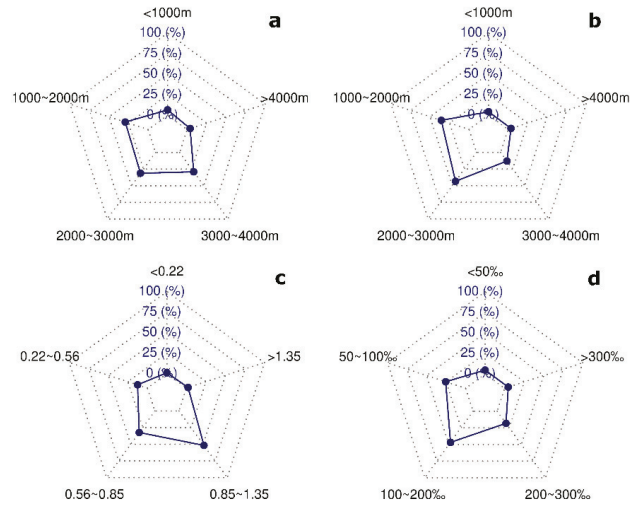 <1000m
a
100 (%)
75 (%)
50 (%)
25 (%)
0 (%)
1000~2000m
>4000m
2000~3000m
3000~4000m
<1000m
b
100 (%)
75 (%)
50 (%)
25 (%)
0 (%)
1000~2000m
>4000m
2000~3000m
3000~4000m
<0.22
c
100 (%)
75 (%)
50 (%)
25 (%)
0 (%)
0.22~0.56
>1.35
0.56~0.85
0.85~1.35
<50‰
d
100 (%)
75 (%)
50 (%)
25 (%)
0 (%)
50~100‰
>300‰
100~200‰
200~300‰